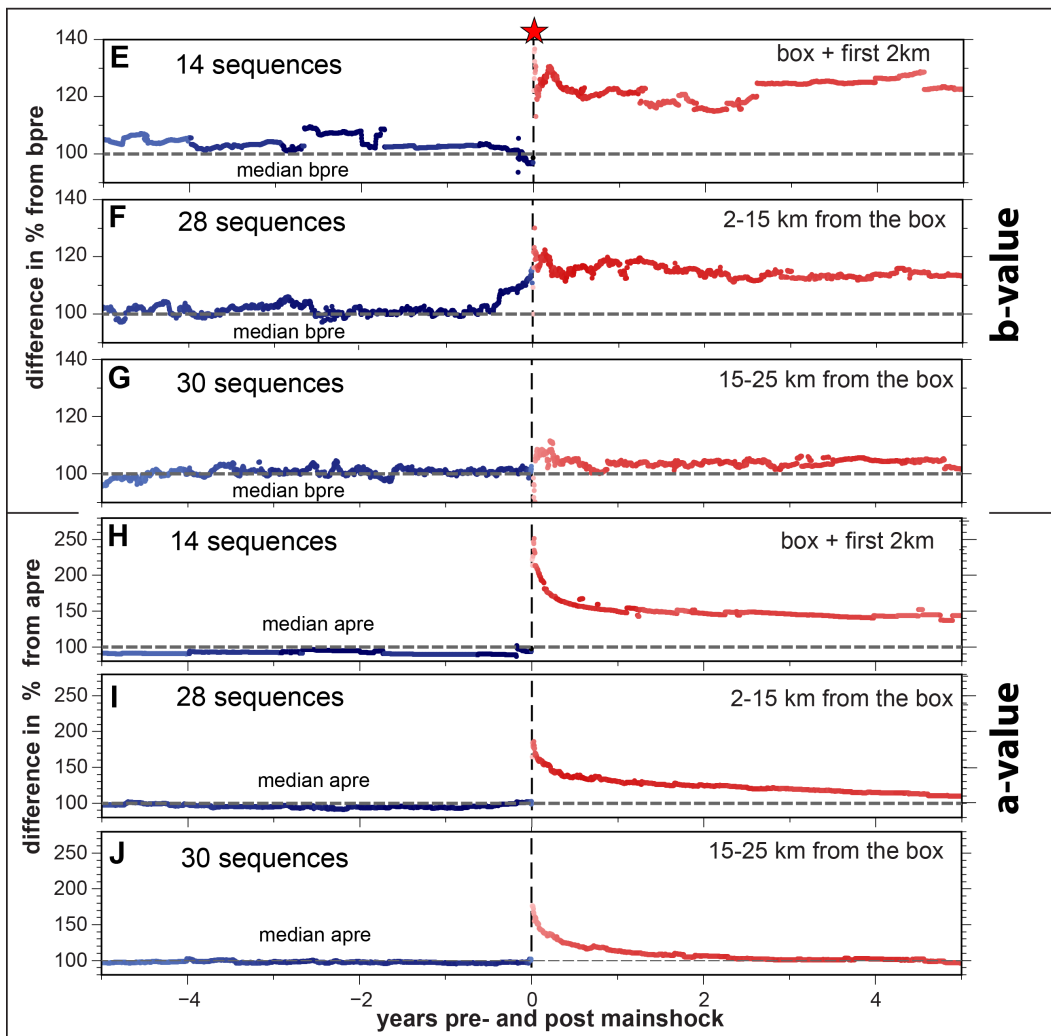 140
E
14 sequences
box + first 2km
120
100
median bpre
140
F
28 sequences
2-15 km from the box
120
100
median bpre
140
G
30 sequences
15-25 km from the box
120
100
median bpre
difference in % from bpre
b-value
H
14 sequences
box + first 2km
250
200
150
median apre
100
I
28 sequences
2-15 km from the box
250
200
150
median apre
100
J
30 sequences
15-25 km from the box
250
200
150
median apre
100
difference in % from apre
a-value
−4
−2
0
2
4
years pre- and post mainshock